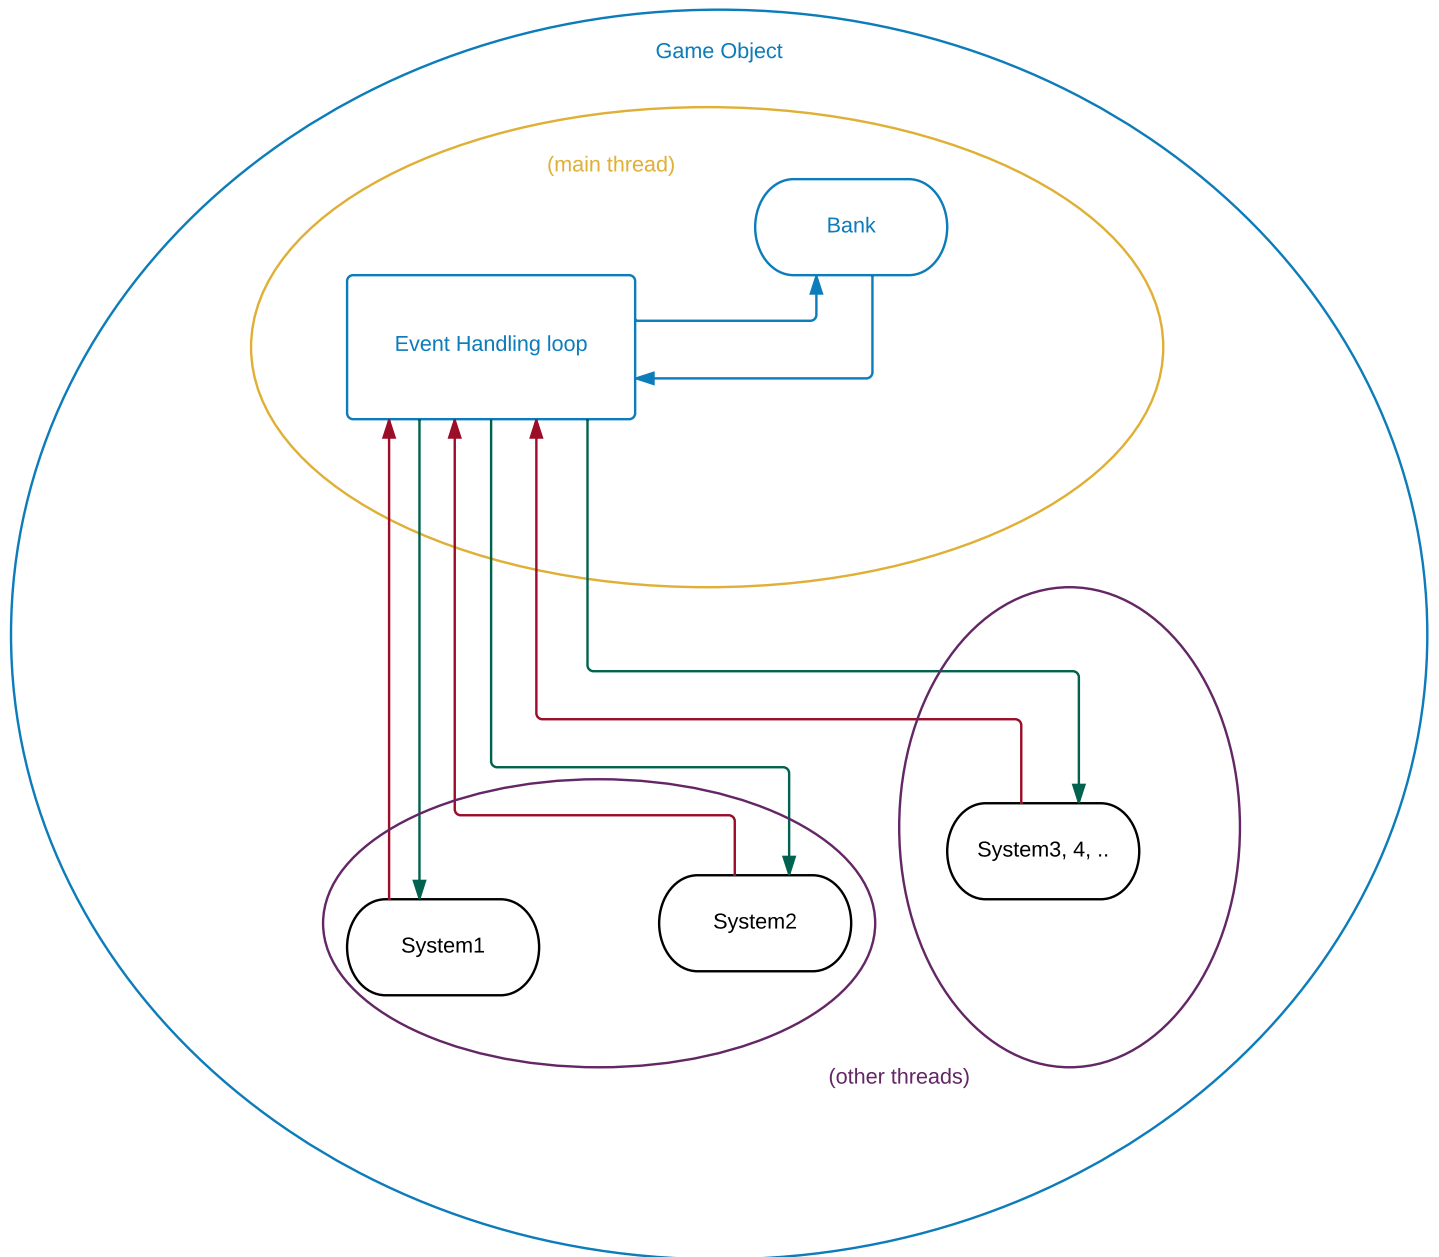 Game Object
(main thread)
Bank
Event Handling loop
System3, 4, ..
System2
System1
(other threads)